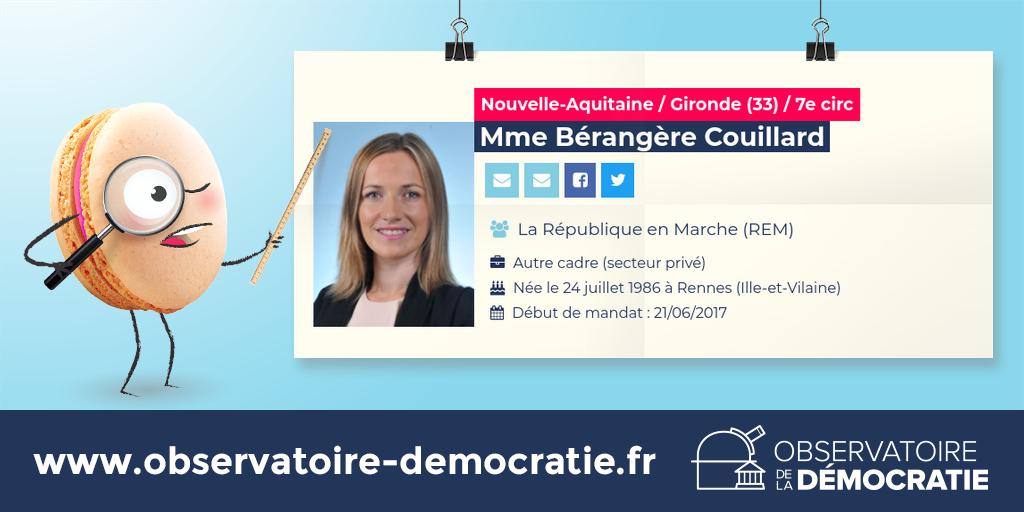 Nouvelle-Aquitaine / Gironde (33) / 7e circ
Mme Bérangère Couillard
La République en Marche (REM)
Autre cadre (secteur privé)
Née le 24 juillet 1986 à Rennes (Ille-et-Vilaine)
Début de mandat : 21/06/2017
www.observatoire-democratie.fr
OBSERVATOIRE
DE LA DÉMOCRATIE